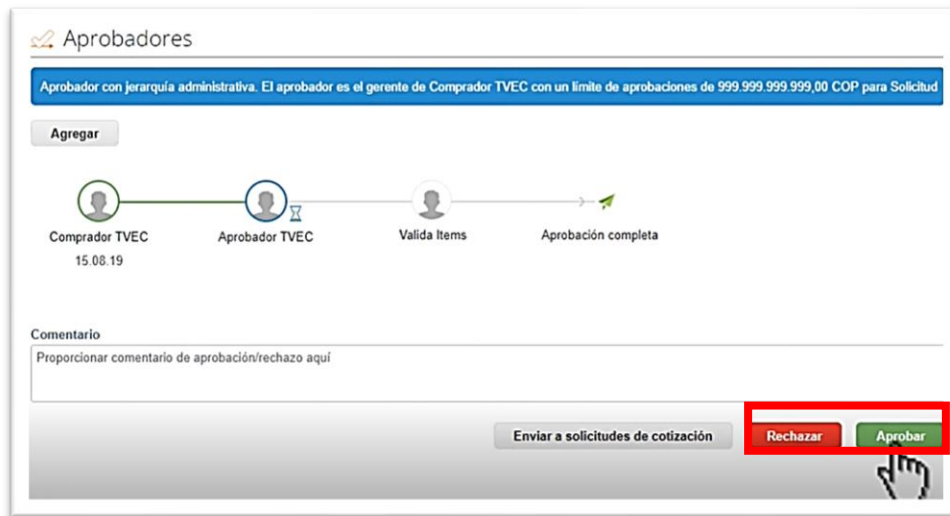 Aprobadores
Aprobador con jerarquía administrativa. El aprobador es el gerente de Comprador TVEC con un límite de aprobaciones de 999.999.999.999,00 COP para Solicitud
Agregar
Comprador TVEC
15.08.19
Aprobador TVEC
Valida Items
Aprobación completa
Comentario
Proporcionar comentario de aprobación/rechazo aquí
Enviar a solicitudes de cotización
Rechazar
Aprobar